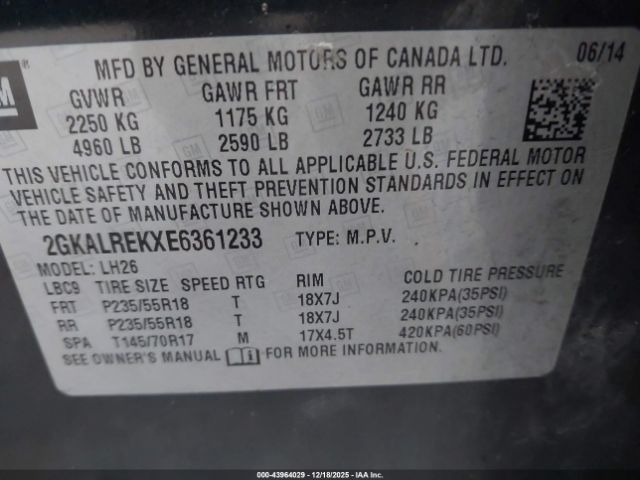 GM
MFD BY GENERAL MOTORS OF CANADA LTD. 06/14
GVWR GAWR FRT GAWR RR
2250 KG 1175 KG 1240 KG
4960 LB 2590 LB 2733 LB
THIS VEHICLE CONFORMS TO ALL APPLICABLE U.S. FEDERAL MOTOR
VEHICLE SAFETY AND THEFT PREVENTION STANDARDS IN EFFECT ON
THE DATE OF MANUFACTURE SHOWN ABOVE.
2GKALREKXE6361233 TYPE: M.P.V.
MODEL: LH26
LBC9 TIRE SIZE SPEED RTG RIM COLD TIRE PRESSURE
FRT P235/55R18 T 18X7J 240KPA(35PSI)
RR P235/55R18 T 18X7J 240KPA(35PSI)
SPA T145/70R17 M 17X4.5T 420KPA(60PSI)
SEE OWNER'S MANUAL FOR MORE INFORMATION.
000-43964029 - 12/18/2025 - IAA Inc.